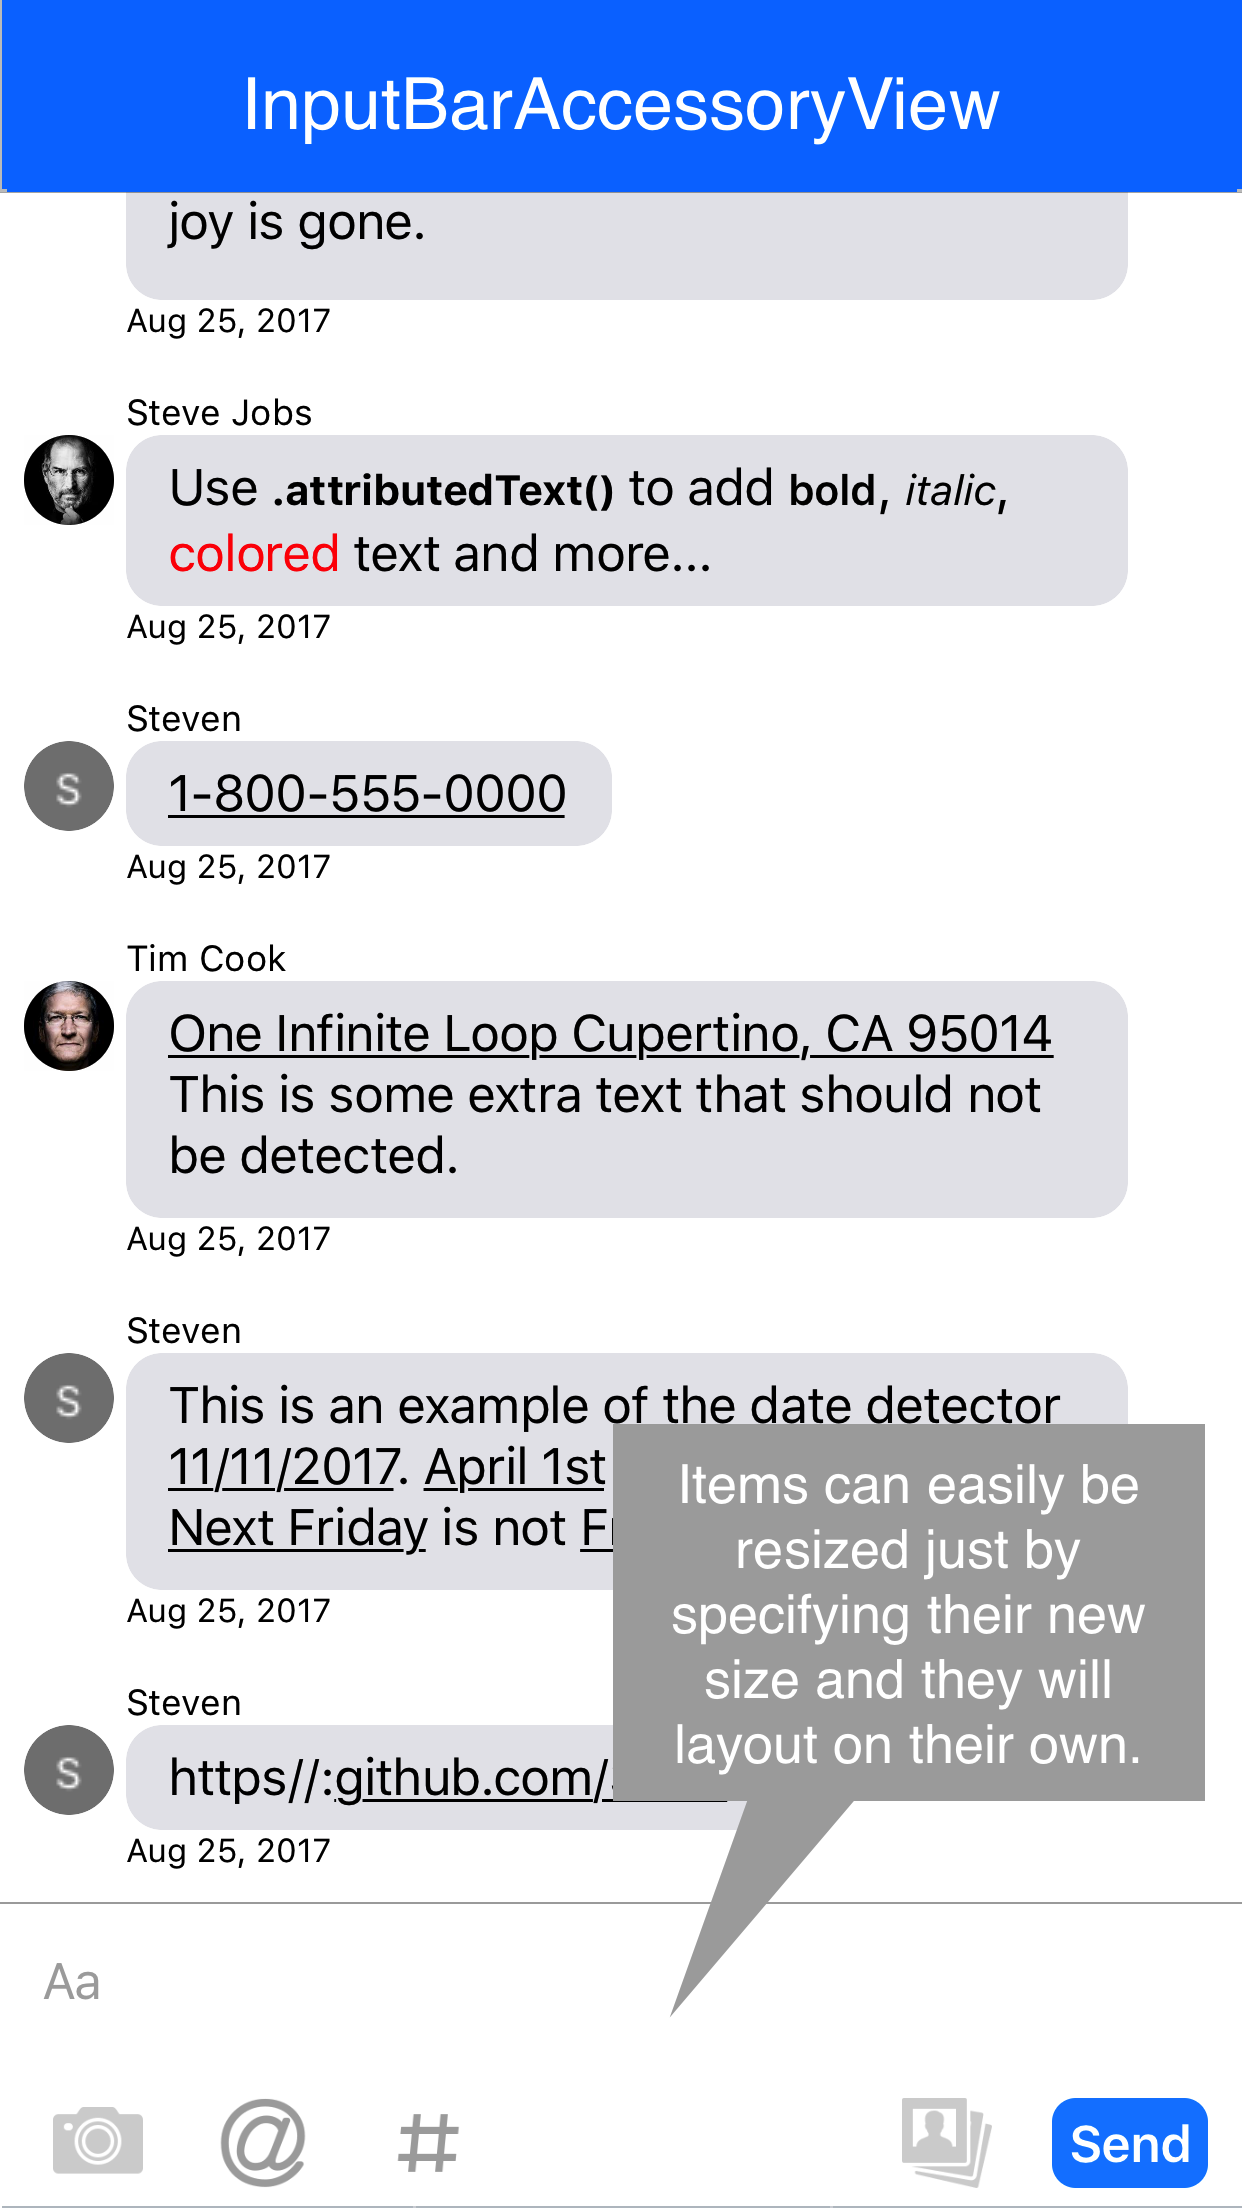 InputBarAccessoryView
joy is gone.
Aug 25, 2017
Steve Jobs
Use .attributedText() to add bold, italic,
colored text and more...
Aug 25, 2017
Steven
S
1-800-555-0000
Aug 25, 2017
Tim Cook
One Infinite Loop Cupertino, CA 95014
This is some extra text that should not
be detected.
Aug 25, 2017
Steven
S
This is an example of the date detector
11/11/2017. April 1st
Next Friday is not
Aug 25, 2017
Items can easily be
resized just by
specifying their new
size and they will
layout on their own.
Steven
S
https//:github.com/
Aug 25, 2017
Aa
@ #
Send